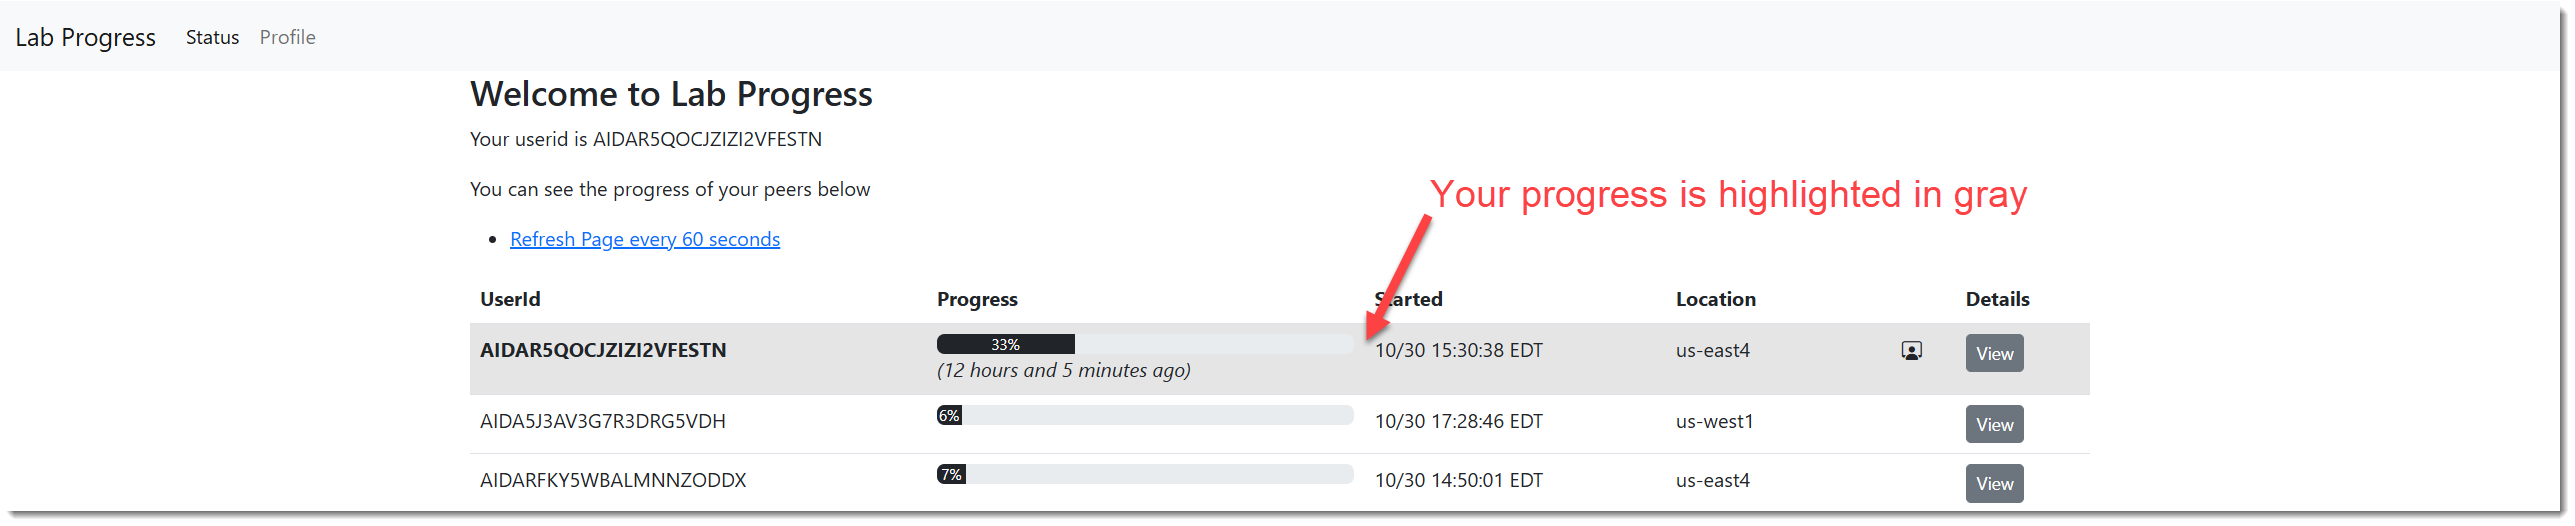 Lab Progress Status Profile
Welcome to Lab Progress
Your userid is AIDAR5QOCJZIZI2VFESTN
You can see the progress of your peers below
Your progress is highlighted in gray
• Refresh Page every 60 seconds
UserId Progress Started Location Details
AIDAR5QOCJZIZI2VFESTN 33% 10/30 15:30:38 EDT us-east4 View
(12 hours and 5 minutes ago)
AIDA5J3AV3G7R3DRG5VDH 6% 10/30 17:28:46 EDT us-west1 View
AIDARFKY5WBALMNNZODDX 7% 10/30 14:50:01 EDT us-east4 View